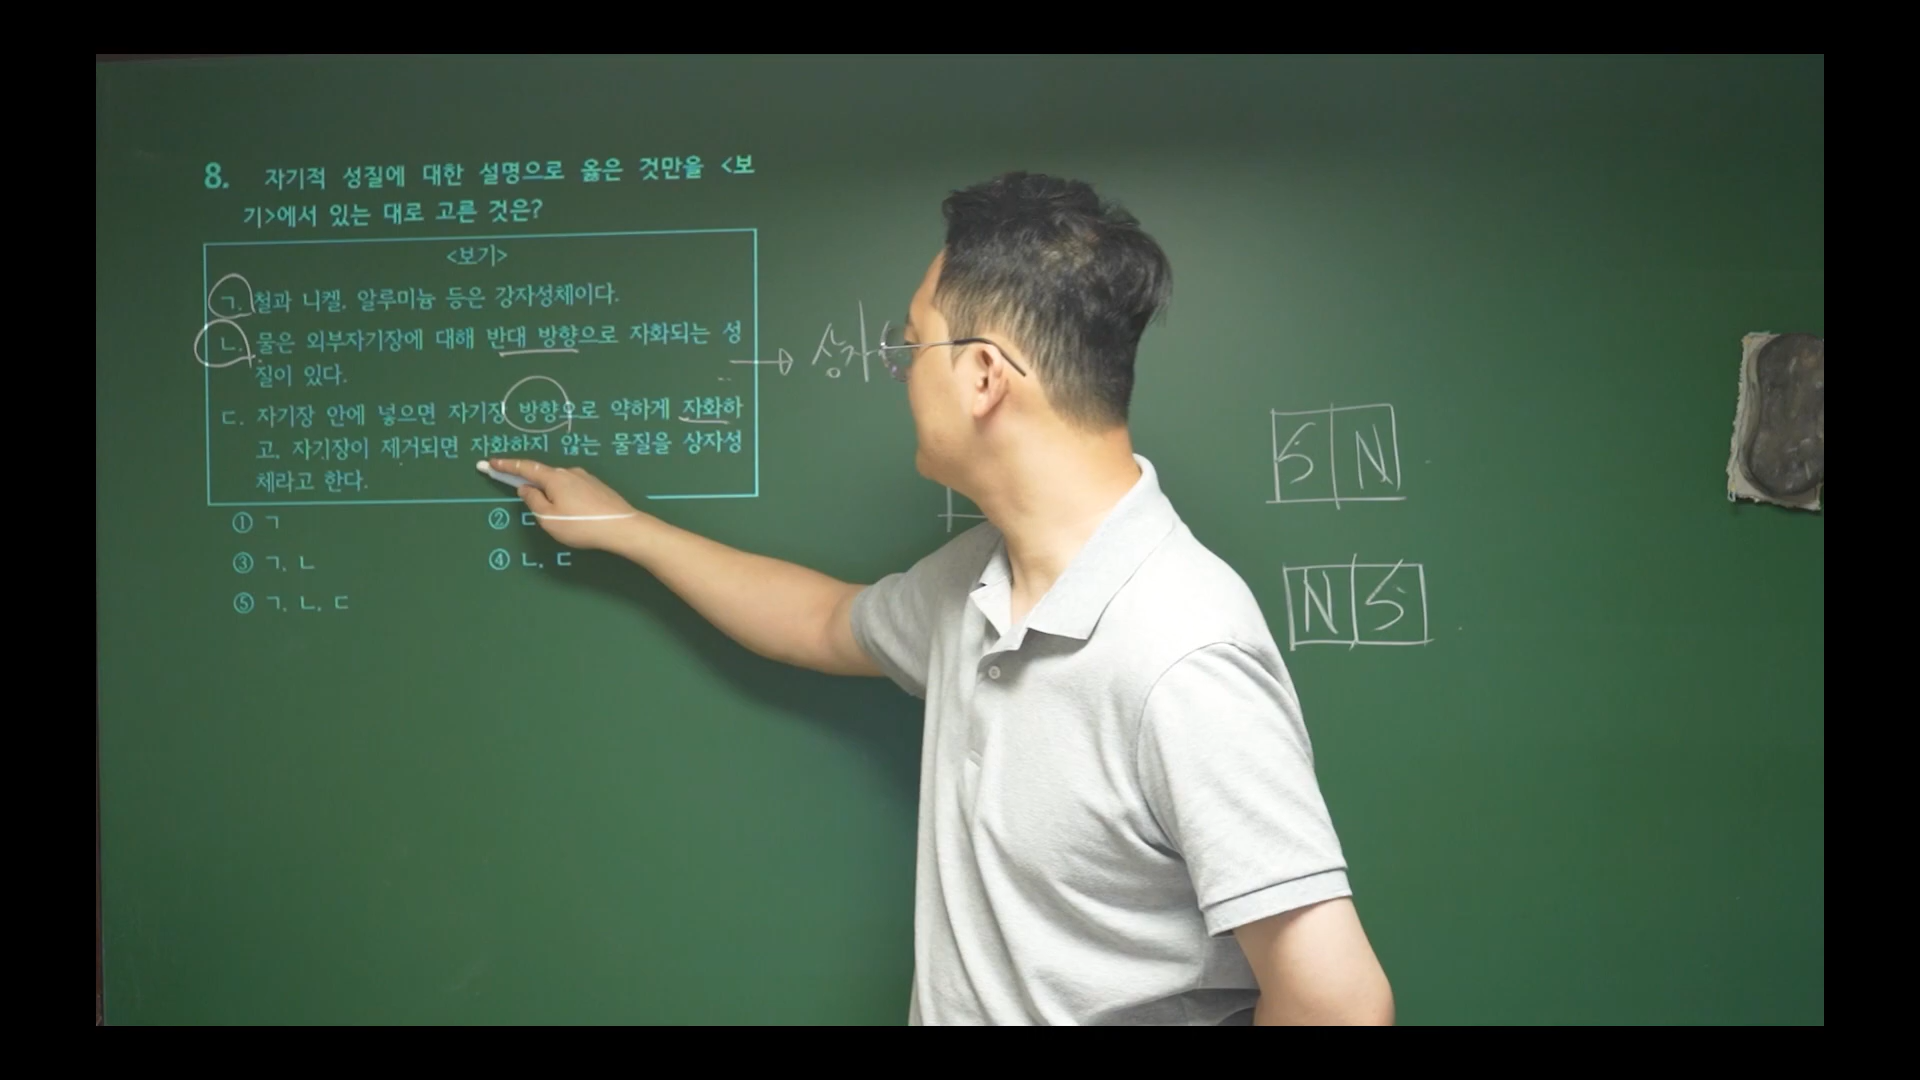 8. 자기적 성질에 대한 설명으로 옳은 것만을 <보
기>에서 있는 대로 고른 것은?
<보기>
ㄱ. 철과 니켈, 알루미늄 등은 강자성체이다.
ㄴ. 물은 외부자기장에 대해 반대 방향으로 자화되는 성
질이 있다.
ㄷ. 자기장 안에 넣으면 자기장 방향으로 약하게 자화하
고, 자기장이 제거되면 자화하지 않는 물질을 상자성
체라고 한다.
① ㄱ ② ㄷ
③ ㄱ, ㄴ ④ ㄴ, ㄷ
⑤ ㄱ, ㄴ, ㄷ
상자
S N
N S